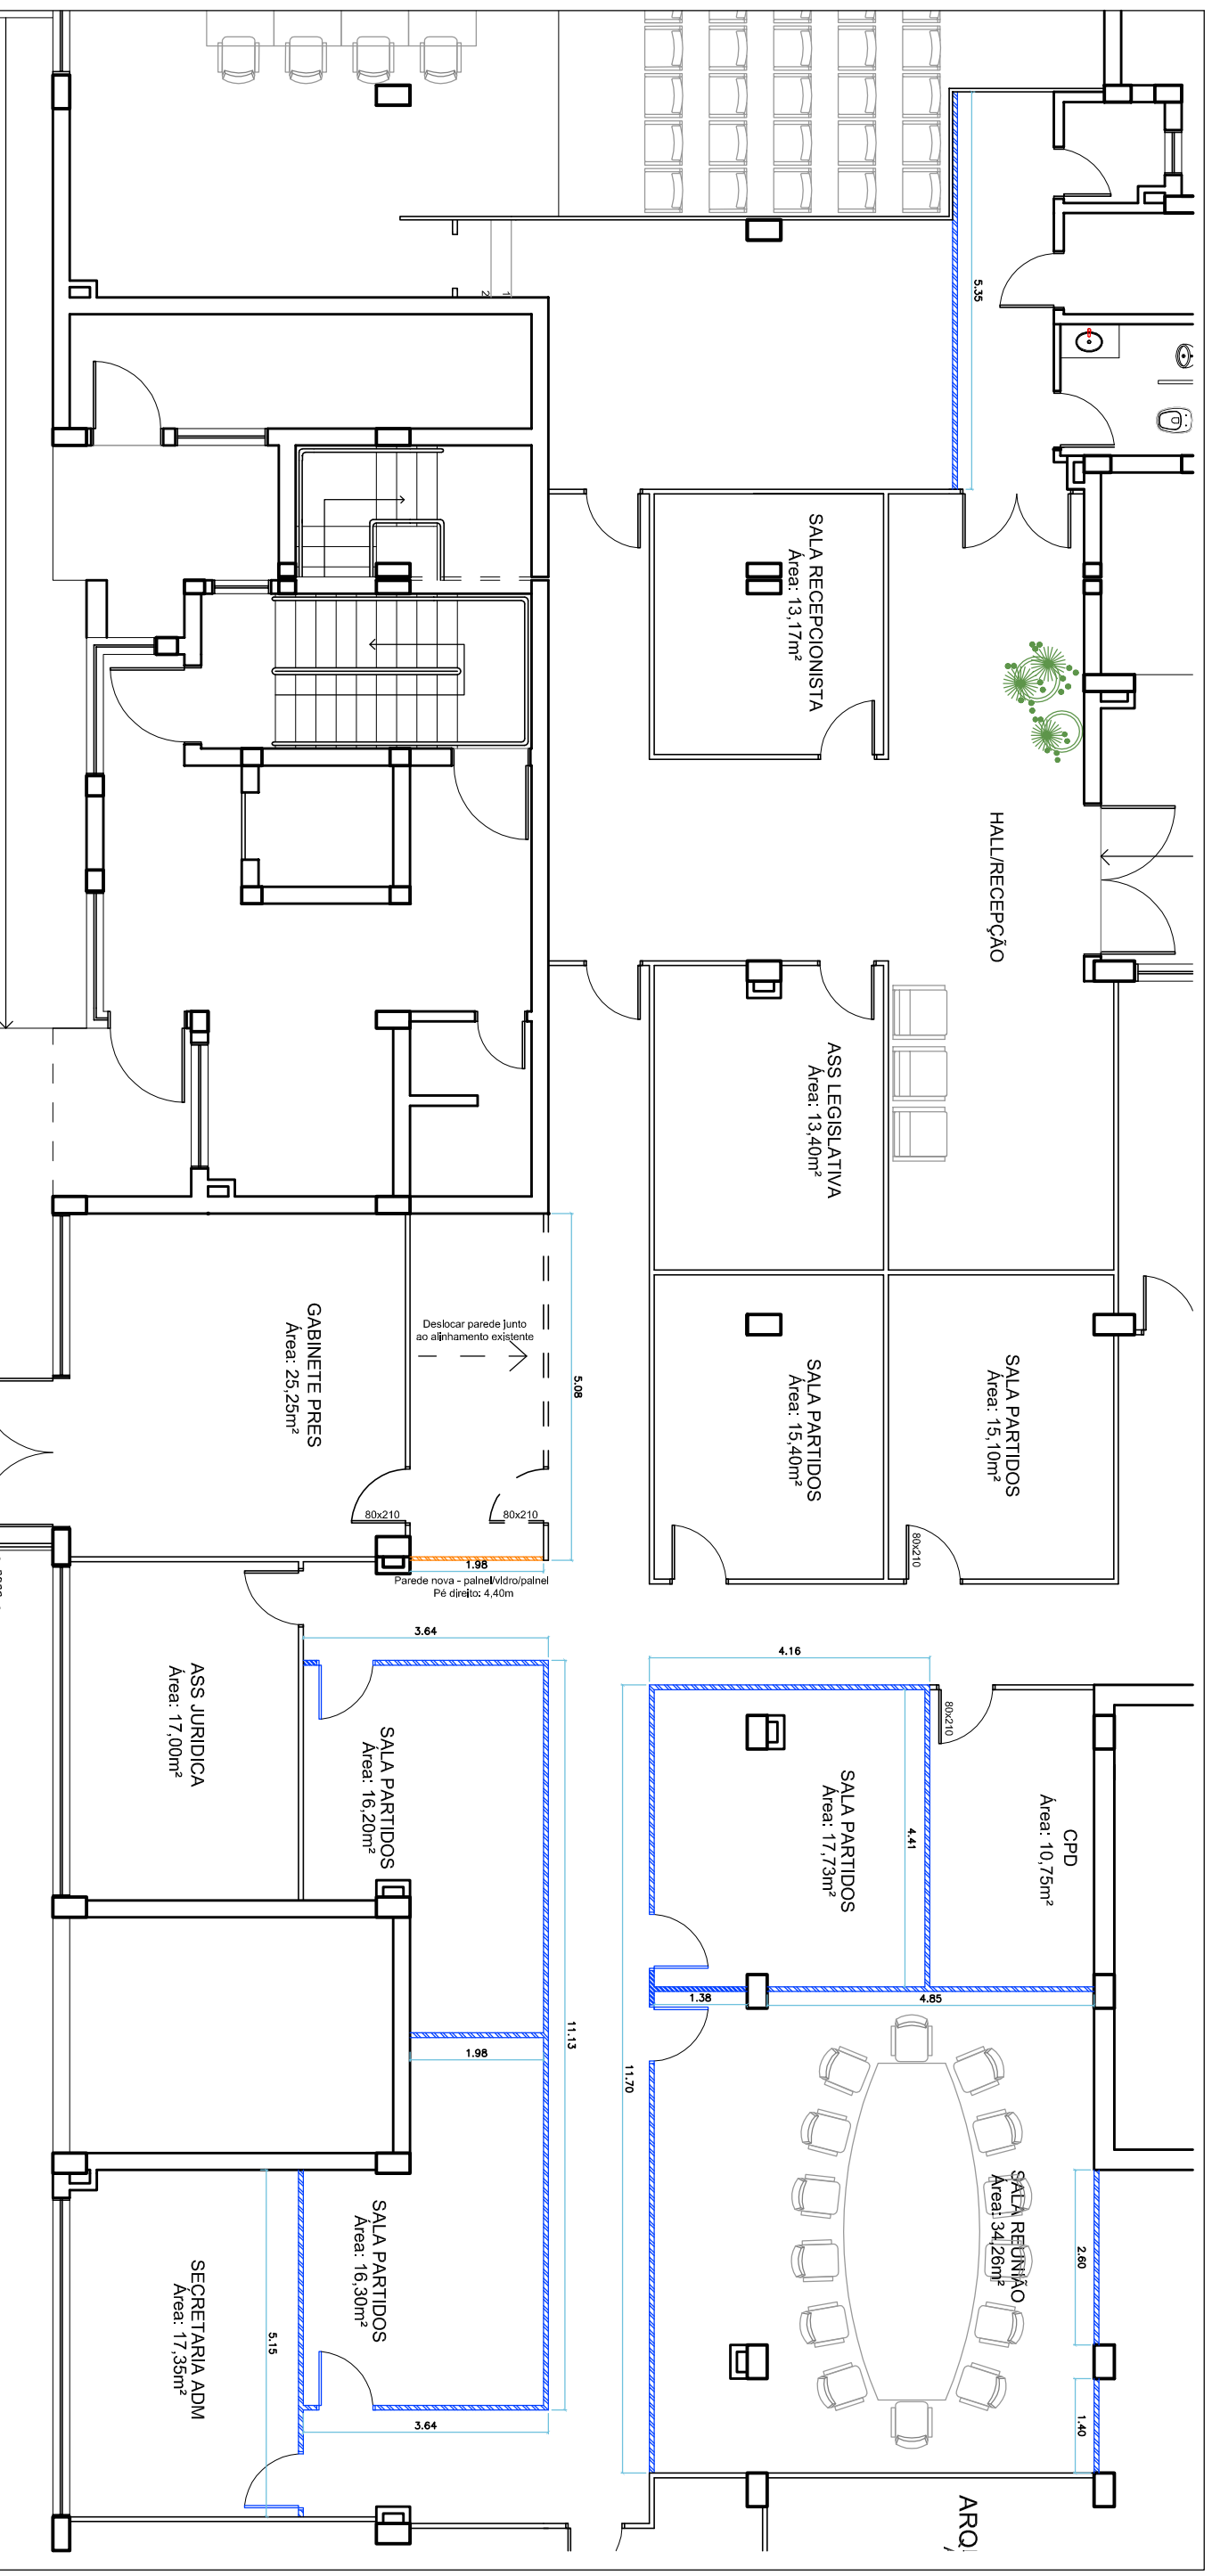 5.35
1
2
SALA RECEPCIONISTA
Área: 13,17m²
HALL/RECEPÇÃO
ASS LEGISLATIVA
Área: 13,40m²
GABINETE PRES
Área: 25,25m²
Deslocar parede junto
ao alinhamento existente
5.08
SALA PARTIDOS
Área: 15,40m²
SALA PARTIDOS
Área: 15,10m²
80x210
80x210
80x210
1.98
Parede nova - painel/vidro/painel
Pé direito: 4,40m
3.64
4.16
80x210
ASS JURIDICA
Área: 17,00m²
SALA PARTIDOS
Área: 16,20m²
SALA PARTIDOS
Área: 17,73m²
4.41
CPD
Área: 10,75m²
1.38
4.85
1.98
11.13
11.70
SALA REUNIÃO
Área: 34,26m²
2.60
1.40
SALA PARTIDOS
Área: 16,30m²
SECRETARIA ADM
Área: 17,35m²
5.15
3.64
ARQ